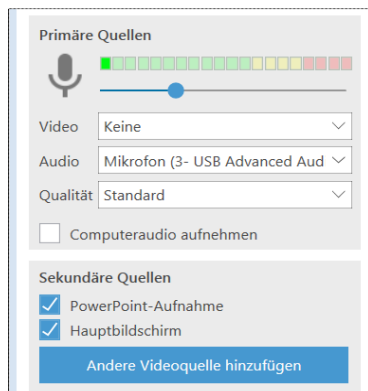 Primäre Quellen
Video Keine
Audio Mikrofon (3- USB Advanced Aud
Qualität Standard
Computeraudio aufnehmen
Sekundäre Quellen
PowerPoint-Aufnahme
Hauptbildschirm
Andere Videoquelle hinzufügen